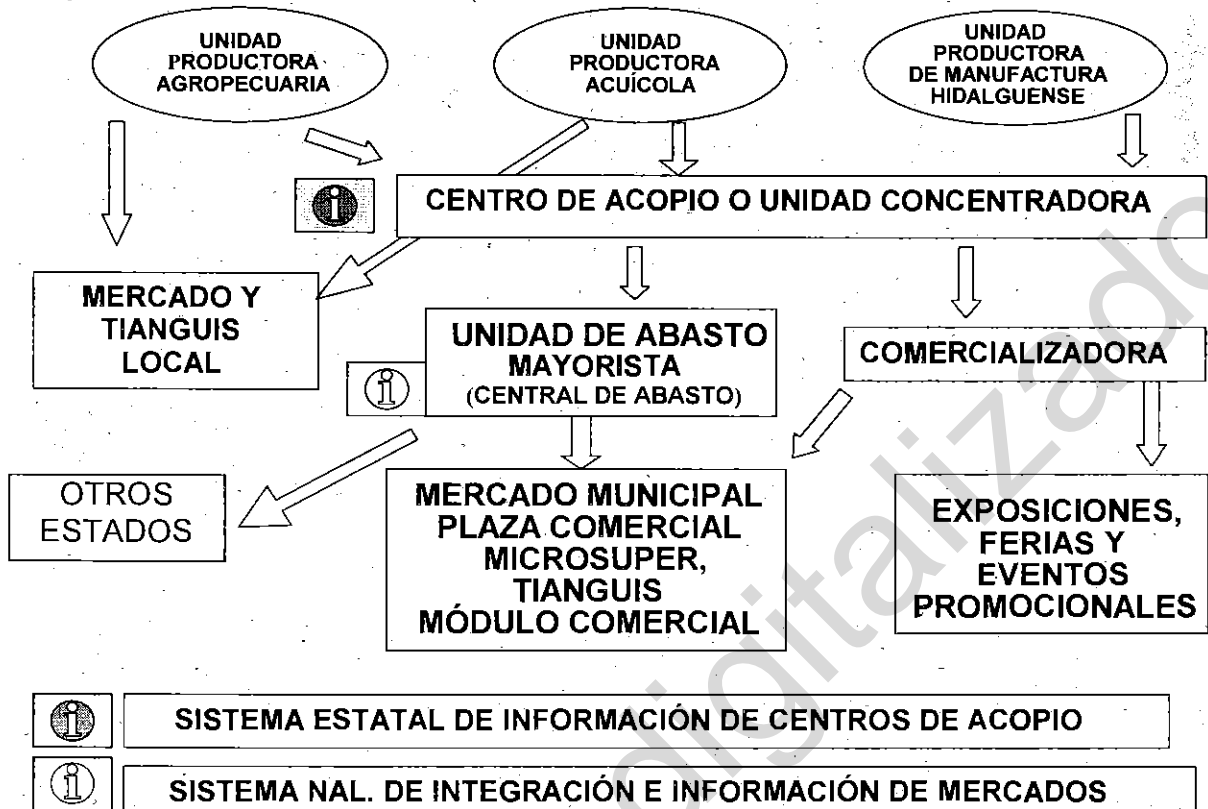 UNIDAD
PRODUCTORA
AGROPECUARIA
UNIDAD
PRODUCTORA
ACUÍCOLA
UNIDAD
PRODUCTORA
DE MANUFACTURA
HIDALGUENSE
CENTRO DE ACOPIO O UNIDAD CONCENTRADORA
MERCADO Y
TIANGUIS
LOCAL
UNIDAD DE ABASTO
MAYORISTA
(CENTRAL DE ABASTO)
COMERCIALIZADORA
OTROS
ESTADOS
MERCADO MUNICIPAL
PLAZA COMERCIAL
MICROSUPER,
TIANGUIS
MÓDULO COMERCIAL
EXPOSICIONES,
FERIAS Y
EVENTOS
PROMOCIONALES
SISTEMA ESTATAL DE INFORMACIÓN DE CENTROS DE ACOPIO
SISTEMA NAL. DE INTEGRACIÓN E INFORMACIÓN DE MERCADOS
digitalizado